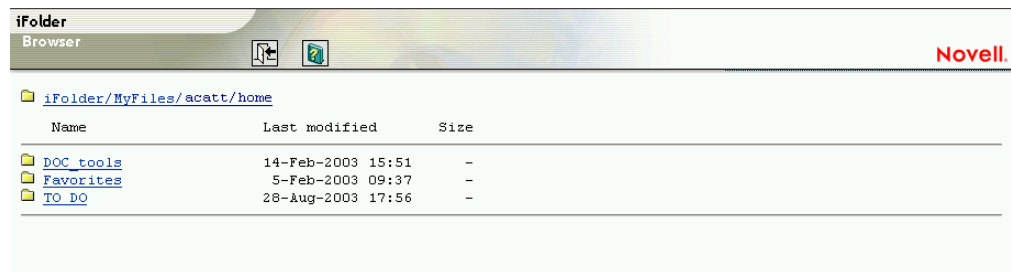 iFolder
Browser
Novell.
iFolder/MyFiles/acatt/home
Name Last modified Size
DOC_tools 14-Feb-2003 15:51 -
Favorites 5-Feb-2003 09:37 -
TO DO 28-Aug-2003 17:56 -